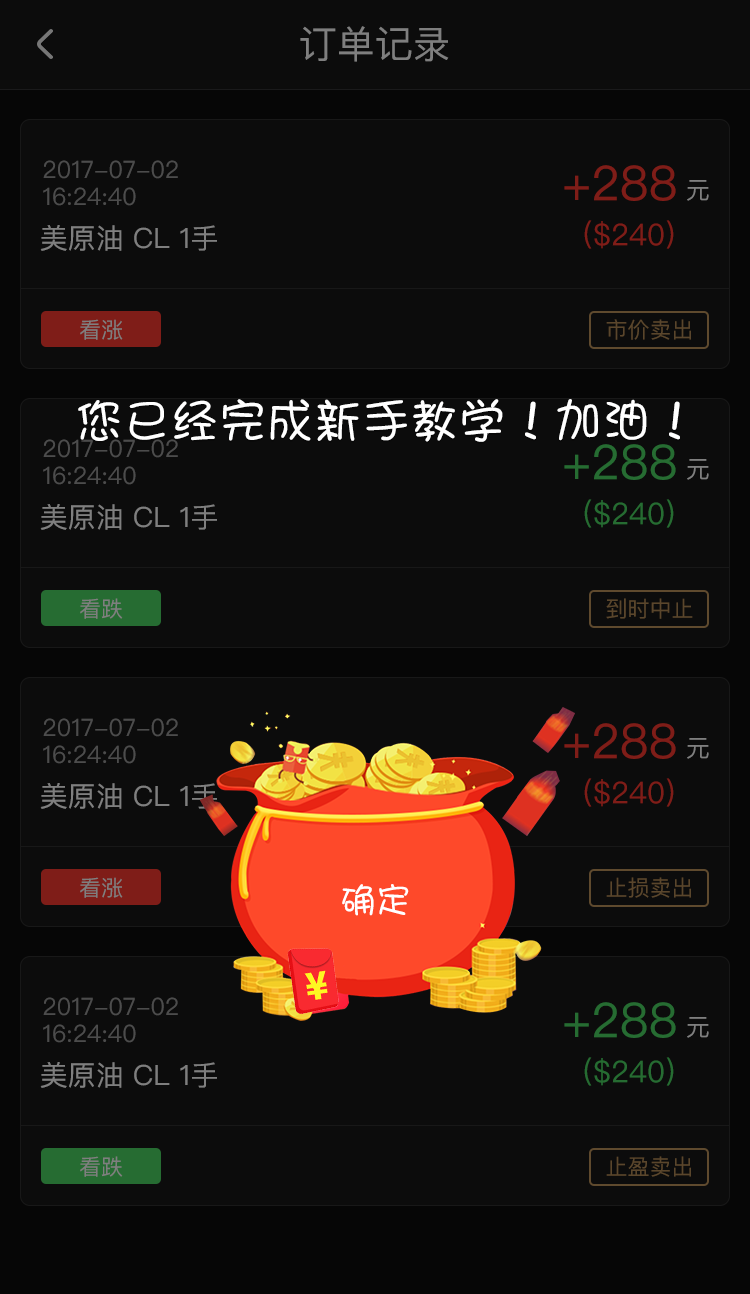 订单记录
2017-07-02
16:24:40
美原油 CL 1手
+288 元
($240)
看涨
市价卖出
您已经完成新手教学！加油！
2017-07-02
16:24:40
美原油 CL 1手
+288 元
($240)
看跌
到时中止
2017-07-02
16:24:40
美原油 CL 1手
+288 元
($240)
看涨
止损卖出
确定
¥
2017-07-02
16:24:40
美原油 CL 1手
+288 元
($240)
看跌
止盈卖出